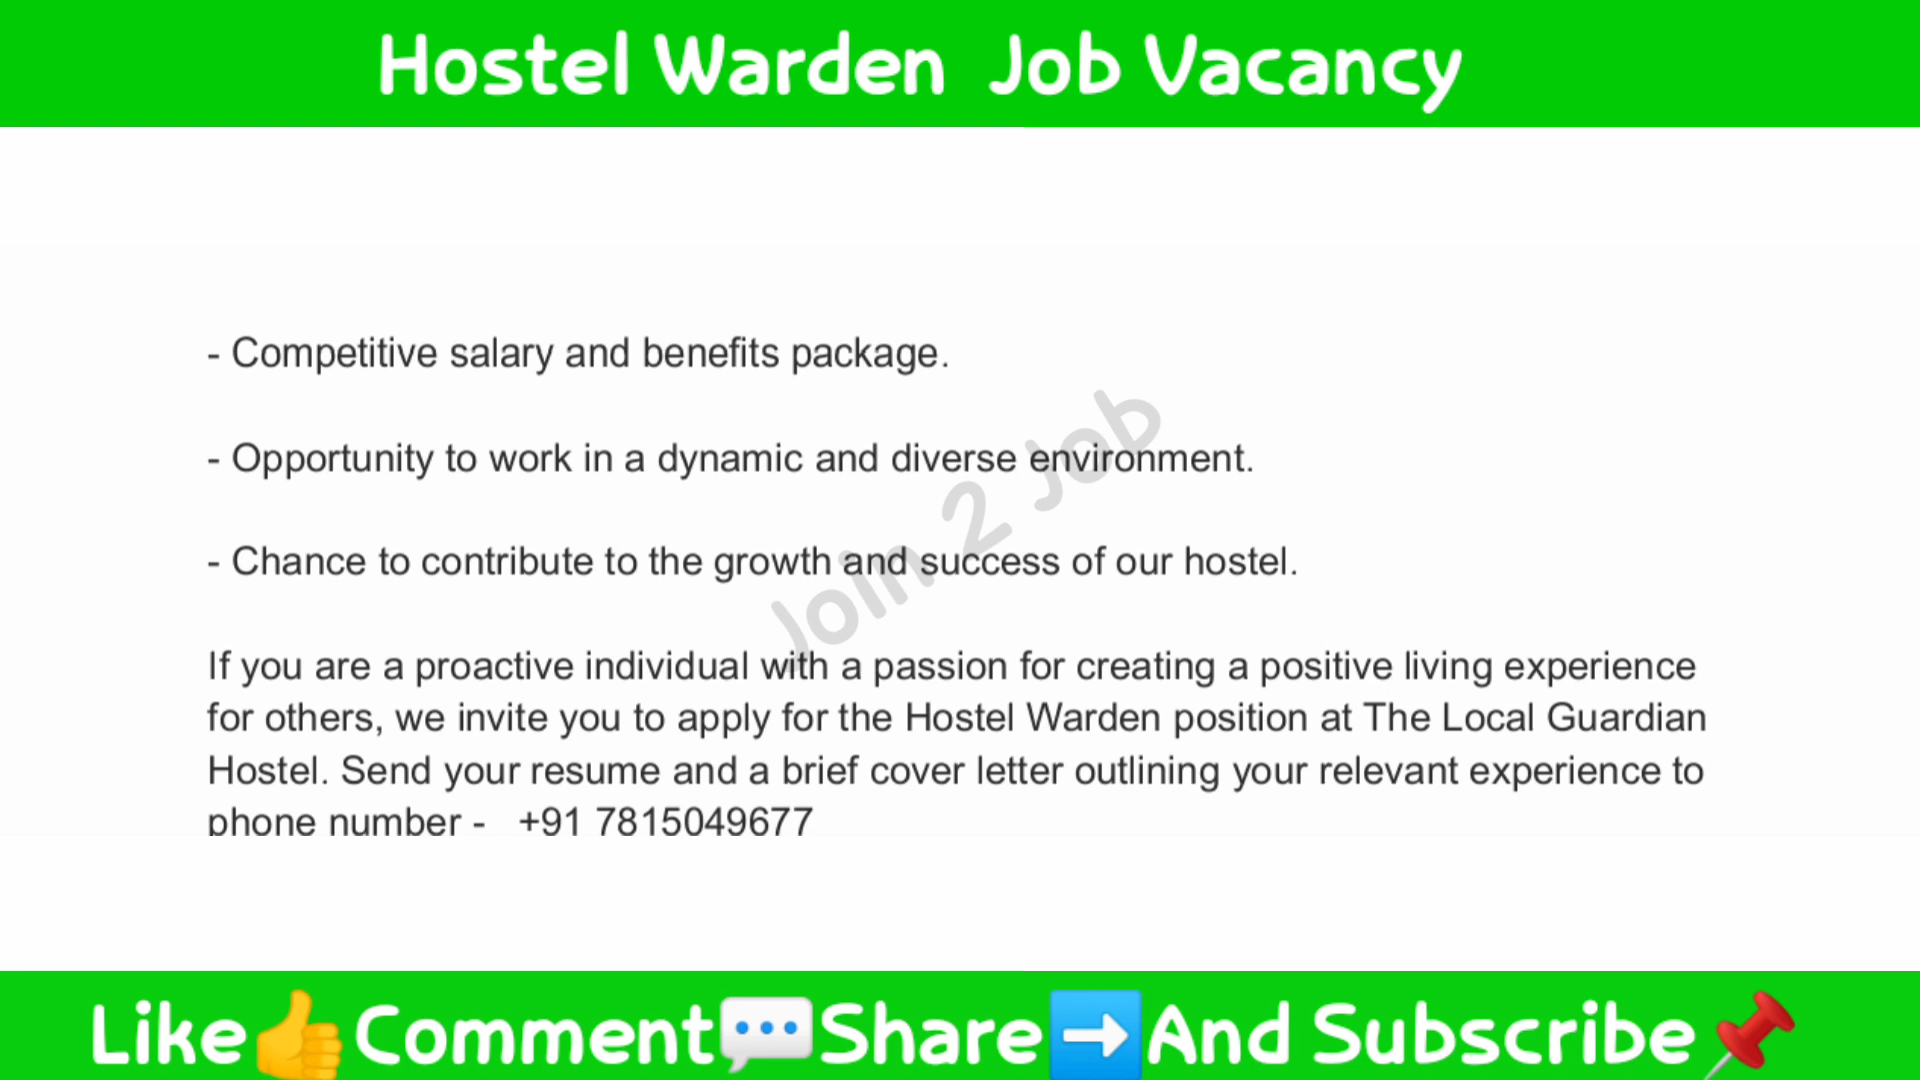 Hostel Warden Job Vacancy
- Competitive salary and benefits package.
- Opportunity to work in a dynamic and diverse environment.
- Chance to contribute to the growth and success of our hostel.
Join 2 Job
If you are a proactive individual with a passion for creating a positive living experience
for others, we invite you to apply for the Hostel Warden position at The Local Guardian
Hostel. Send your resume and a brief cover letter outlining your relevant experience to
phone number - +91 7815049677
Like👍Comment💬Share➡️And Subscribe📌